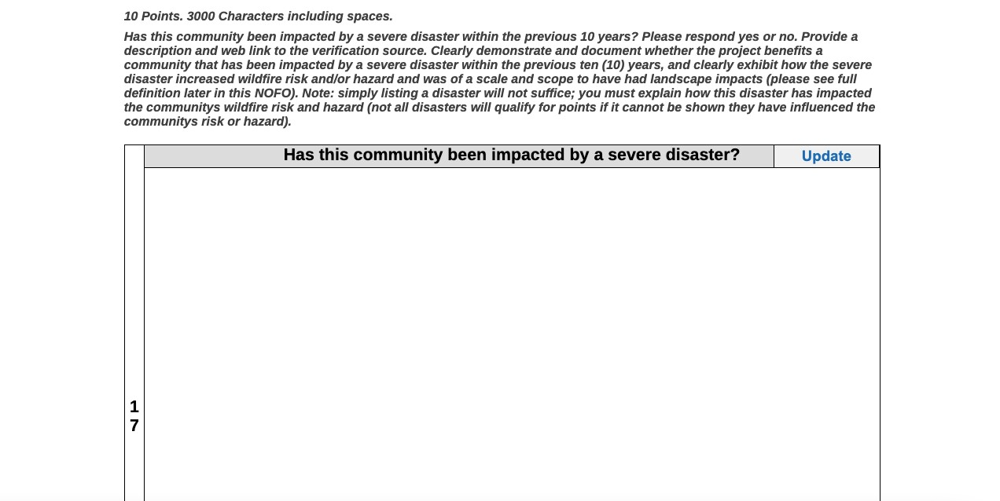 10 Points. 3000 Characters including spaces.
Has this community been impacted by a severe disaster within the previous 10 years? Please respond yes or no. Provide a
description and web link to the verification source. Clearly demonstrate and document whether the project benefits a
community that has been impacted by a severe disaster within the previous ten (10) years, and clearly exhibit how the severe
disaster increased wildfire risk and/or hazard and was of a scale and scope to have had landscape impacts (please see full
definition later in this NOFO). Note: simply listing a disaster will not suffice; you must explain how this disaster has impacted
the communitys wildfire risk and hazard (not all disasters will qualify for points if it cannot be shown they have influenced the
communitys risk or hazard).
Has this community been impacted by a severe disaster?
Update
1
7